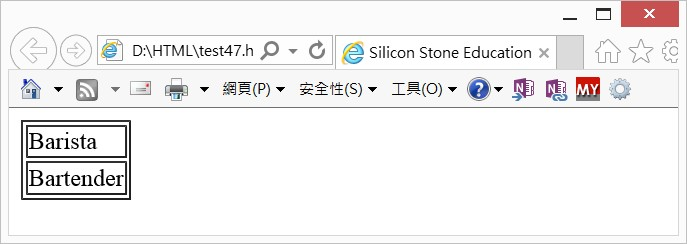 D:\HTML\test47.h
Silicon Stone Education
網頁(P) 安全性(S) 工具(O) ? N N MY
Barista
Bartender